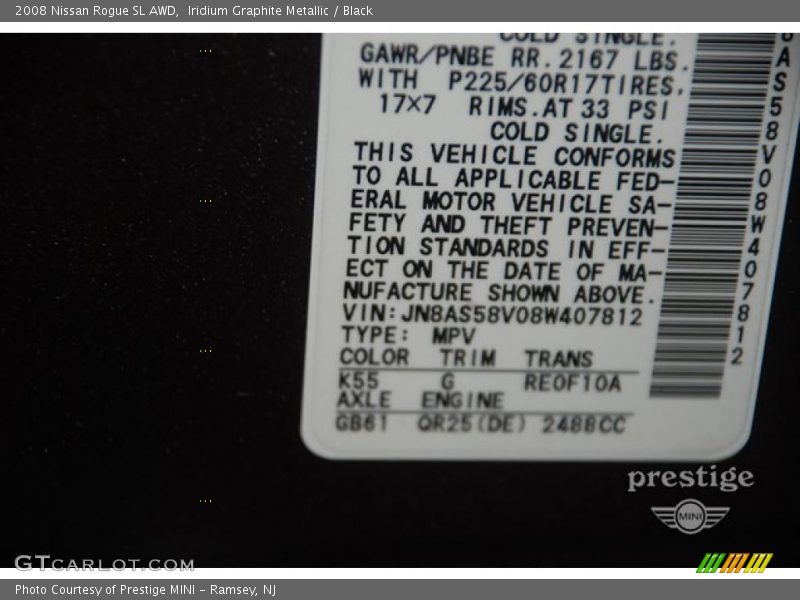 2008 Nissan Rogue SL AWD, Iridium Graphite Metallic / Black
COLD SINGLE.
GAWR/PNBE RR. 2167 LBS.
WITH P225/60R17TIRES.
17×7 RIMS. AT 33 PSI
COLD SINGLE.
THIS VEHICLE CONFORMS
TO ALL APPLICABLE FED-
ERAL MOTOR VEHICLE SA-
FETY AND THEFT PREVEN-
TION STANDARDS IN EFF-
ECT ON THE DATE OF MA-
NUFACTURE SHOWN ABOVE.
VIN:JN8AS58V08W407812
TYPE: MPV
COLOR TRIM TRANS
K55 G RE0F10A
AXLE ENGINE
GB61 QR25(DE) 2488CC
8AS58V08W407812
prestige
MINI
GTCARLOT.COM
Photo Courtesy of Prestige MINI - Ramsey, NJ